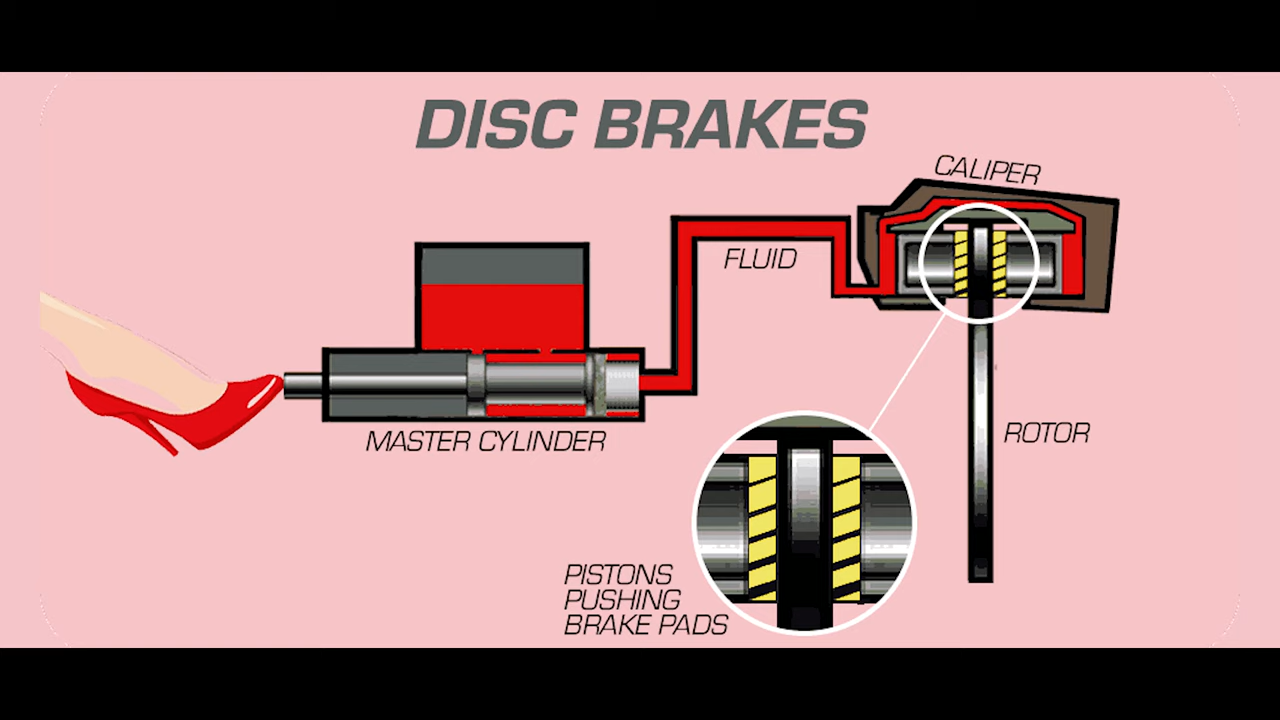 DISC BRAKES
CALIPER
FLUID
MASTER CYLINDER
ROTOR
PISTONS
PUSHING
BRAKE PADS